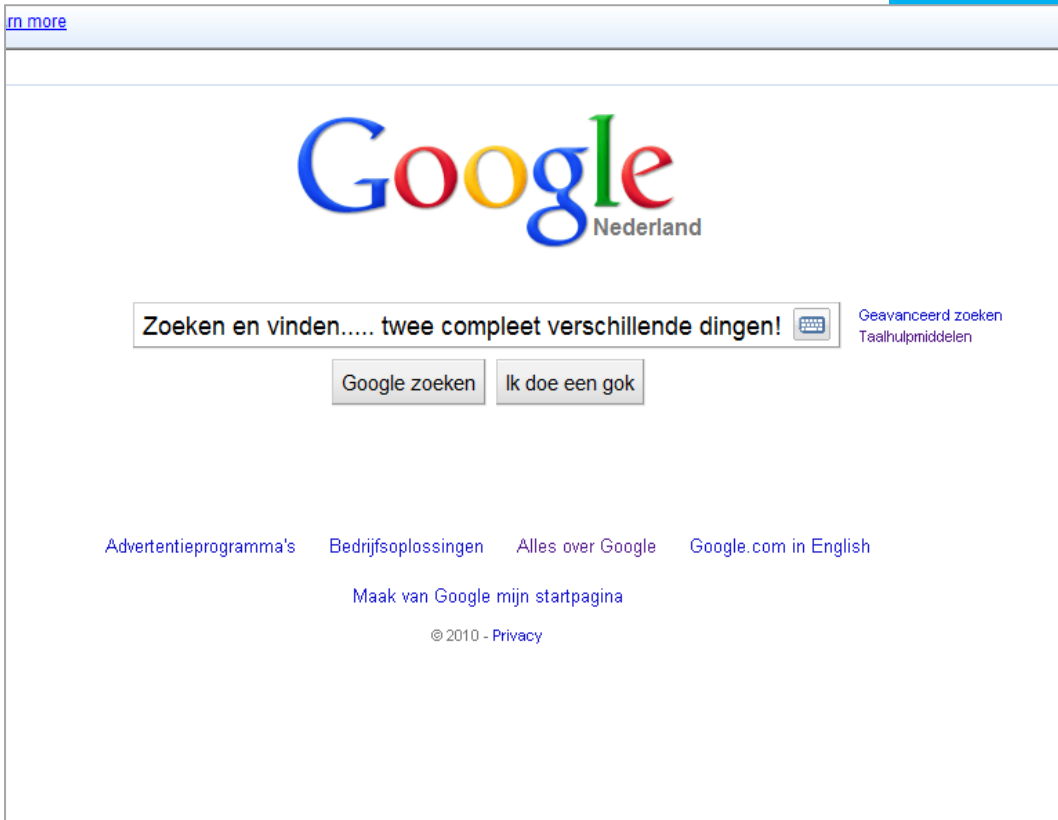 rn more
Google
Nederland
Zoeken en vinden..... twee compleet verschillende dingen!
Geavanceerd zoeken
Taalhulpmiddelen
Google zoeken Ik doe een gok
Advertentieprogramma's Bedrijfsoplossingen Alles over Google Google.com in English
Maak van Google mijn startpagina
© 2010 - Privacy